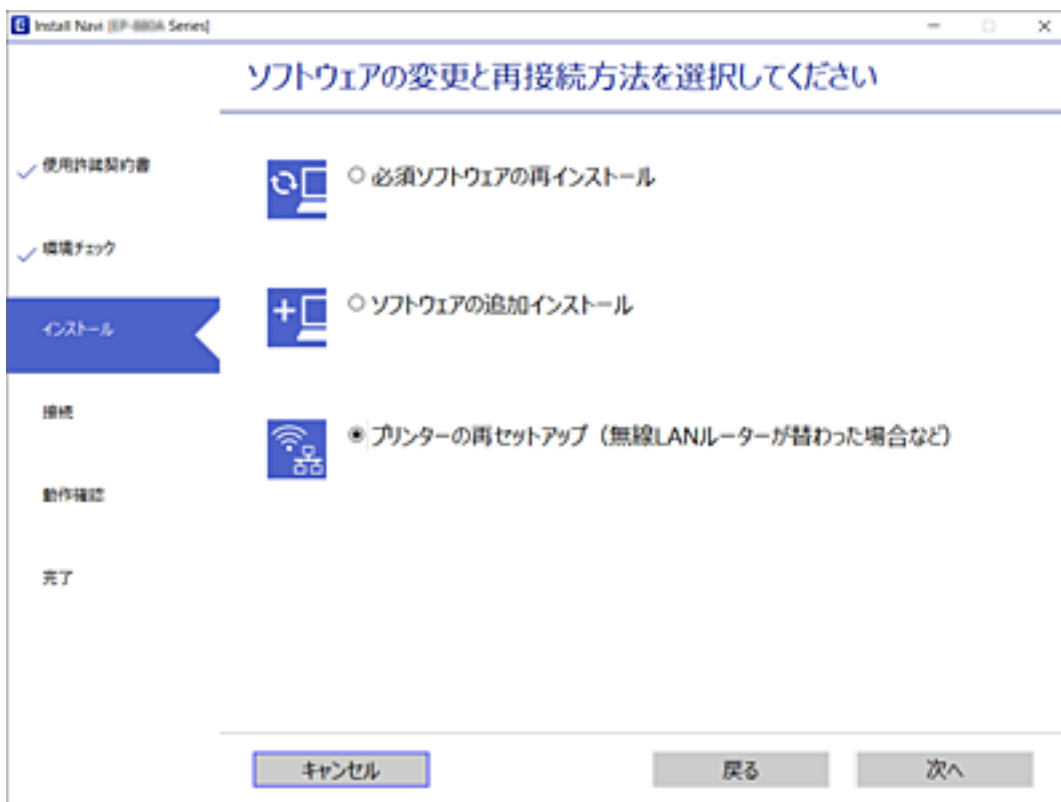 Install Navi [EP-880A Series]
ソフトウェアの変更と再接続方法を選択してください
使用許諾契約書
環境チェック
インストール
接続
動作確認
完了
必須ソフトウェアの再インストール
ソフトウェアの追加インストール
プリンターの再セットアップ（無線LANルーターが替わった場合など）
キャンセル
戻る
次へ